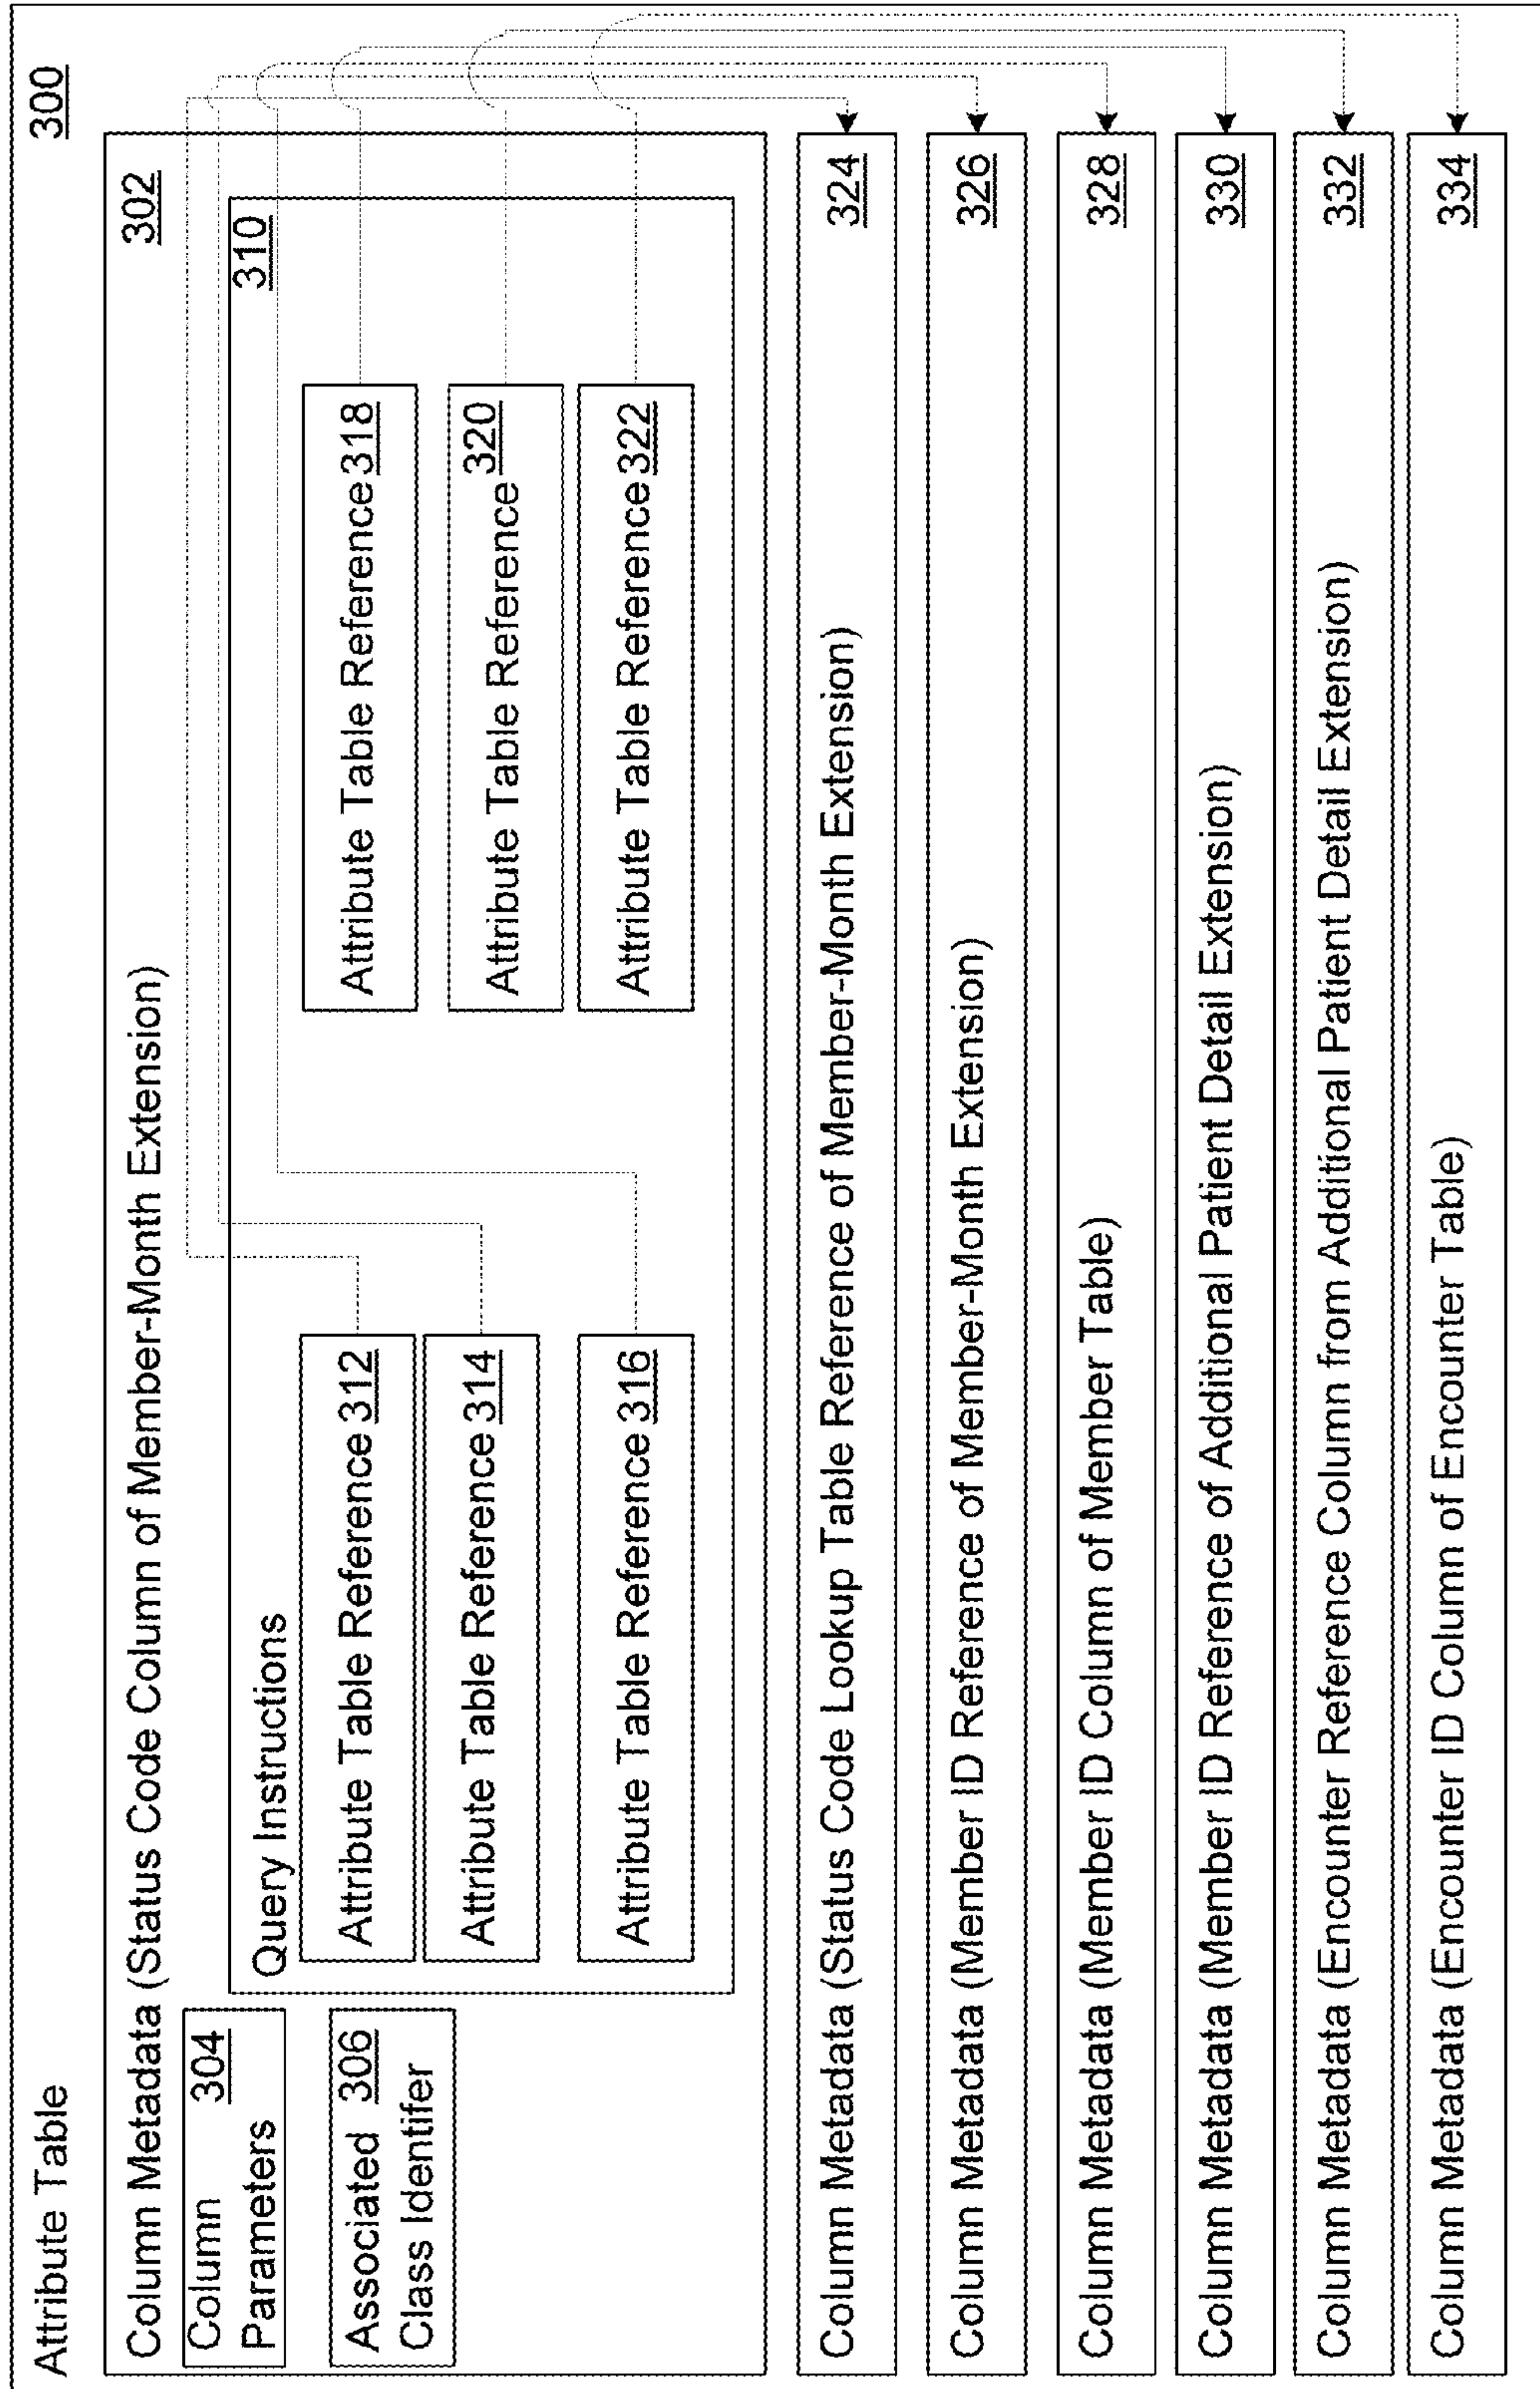 Attribute Table 300
Column Metadata (Status Code Column of Member-Month Extension) 302
Column 304
Parameters
Associated 306
Class Identifer
Query Instructions 310
Attribute Table Reference 312
Attribute Table Reference 314
Attribute Table Reference 316
Attribute Table Reference 318
Attribute Table Reference 320
Attribute Table Reference 322
Column Metadata (Status Code Lookup Table Reference of Member-Month Extension) 324
Column Metadata (Member ID Reference of Member-Month Extension) 326
Column Metadata (Member ID Column of Member Table) 328
Column Metadata (Member ID Reference of Additional Patient Detail Extension) 330
Column Metadata (Encounter Reference Column from Additional Patient Detail Extension) 332
Column Metadata (Encounter ID Column of Encounter Table) 334